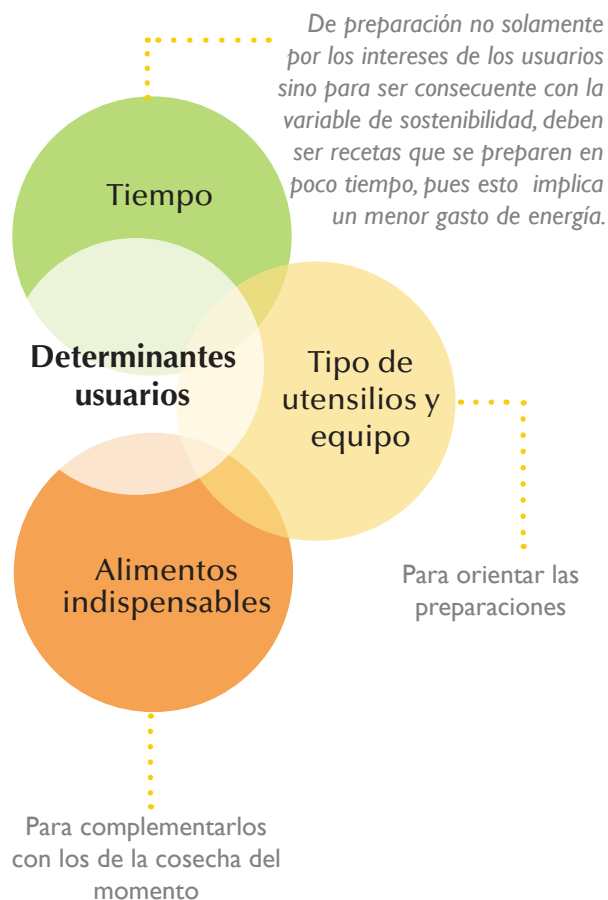 De preparación no solamente
por los intereses de los usuarios
sino para ser consecuente con la
variable de sostenibilidad, deben
ser recetas que se preparen en
poco tiempo, pues esto implica
un menor gasto de energía.
Tiempo
Determinantes
usuarios
Tipo de
utensilios y
equipo
Alimentos
indispensables
Para orientar las
preparaciones
Para complementarlos
con los de la cosecha del
momento